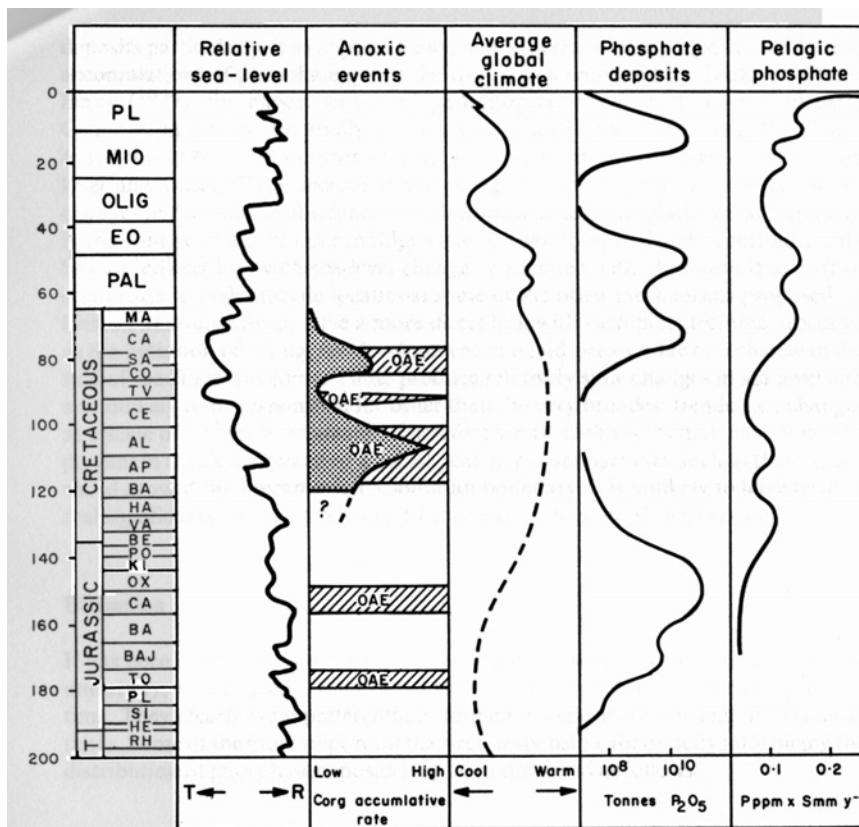 Relative
sea-level
Anoxic
events
Average
global
climate
Phosphate
deposits
Pelagic
phosphate
0
20
40
60
80
100
120
140
160
180
200
PL
MIO
OLIG
EO
PAL
CRETACEOUS
MA
CA
SA
CO
TV
CE
AL
AP
BA
HA
VA
BE
JURASSIC
PO
KI
OX
CA
BA
BAJ
TO
PL
SI
HE
T
RH
OAE
OAE
OAE
?
OAE
OAE
T R
Low High
Corg accumulative
rate
Cool Warm
10⁸ 10¹⁰
Tonnes P₂O₅
0.1 0.2
Pppm x Smm y⁻